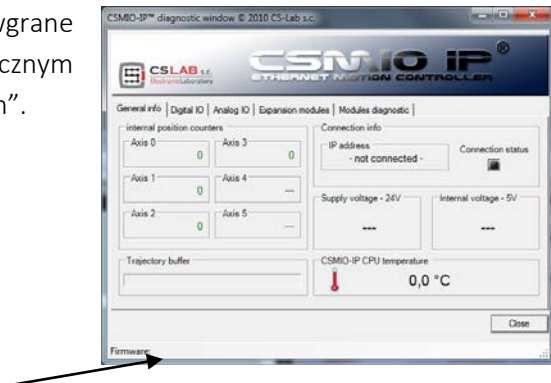 wgrane
cznym
n”.
CSMIO-IP™ diagnostic window © 2010 CS-Lab s.c.
CSLAB s.c.
ElectronicLaboratory
CSMIO IP®
ETHERNET MOTION CONTROLLER
General info Digital IO Analog IO Expansion modules Modules diagnostic
internal position counters
Axis 0
0
Axis 3
0
Axis 1
0
Axis 4
---
Axis 2
0
Axis 5
---
Trajectory buffer
Connection info
IP address
- not connected -
Connection status
Supply voltage - 24V
---
Internal voltage - 5V
---
CSMIO-IP CPU temperature
0,0 °C
Close
Firmware: